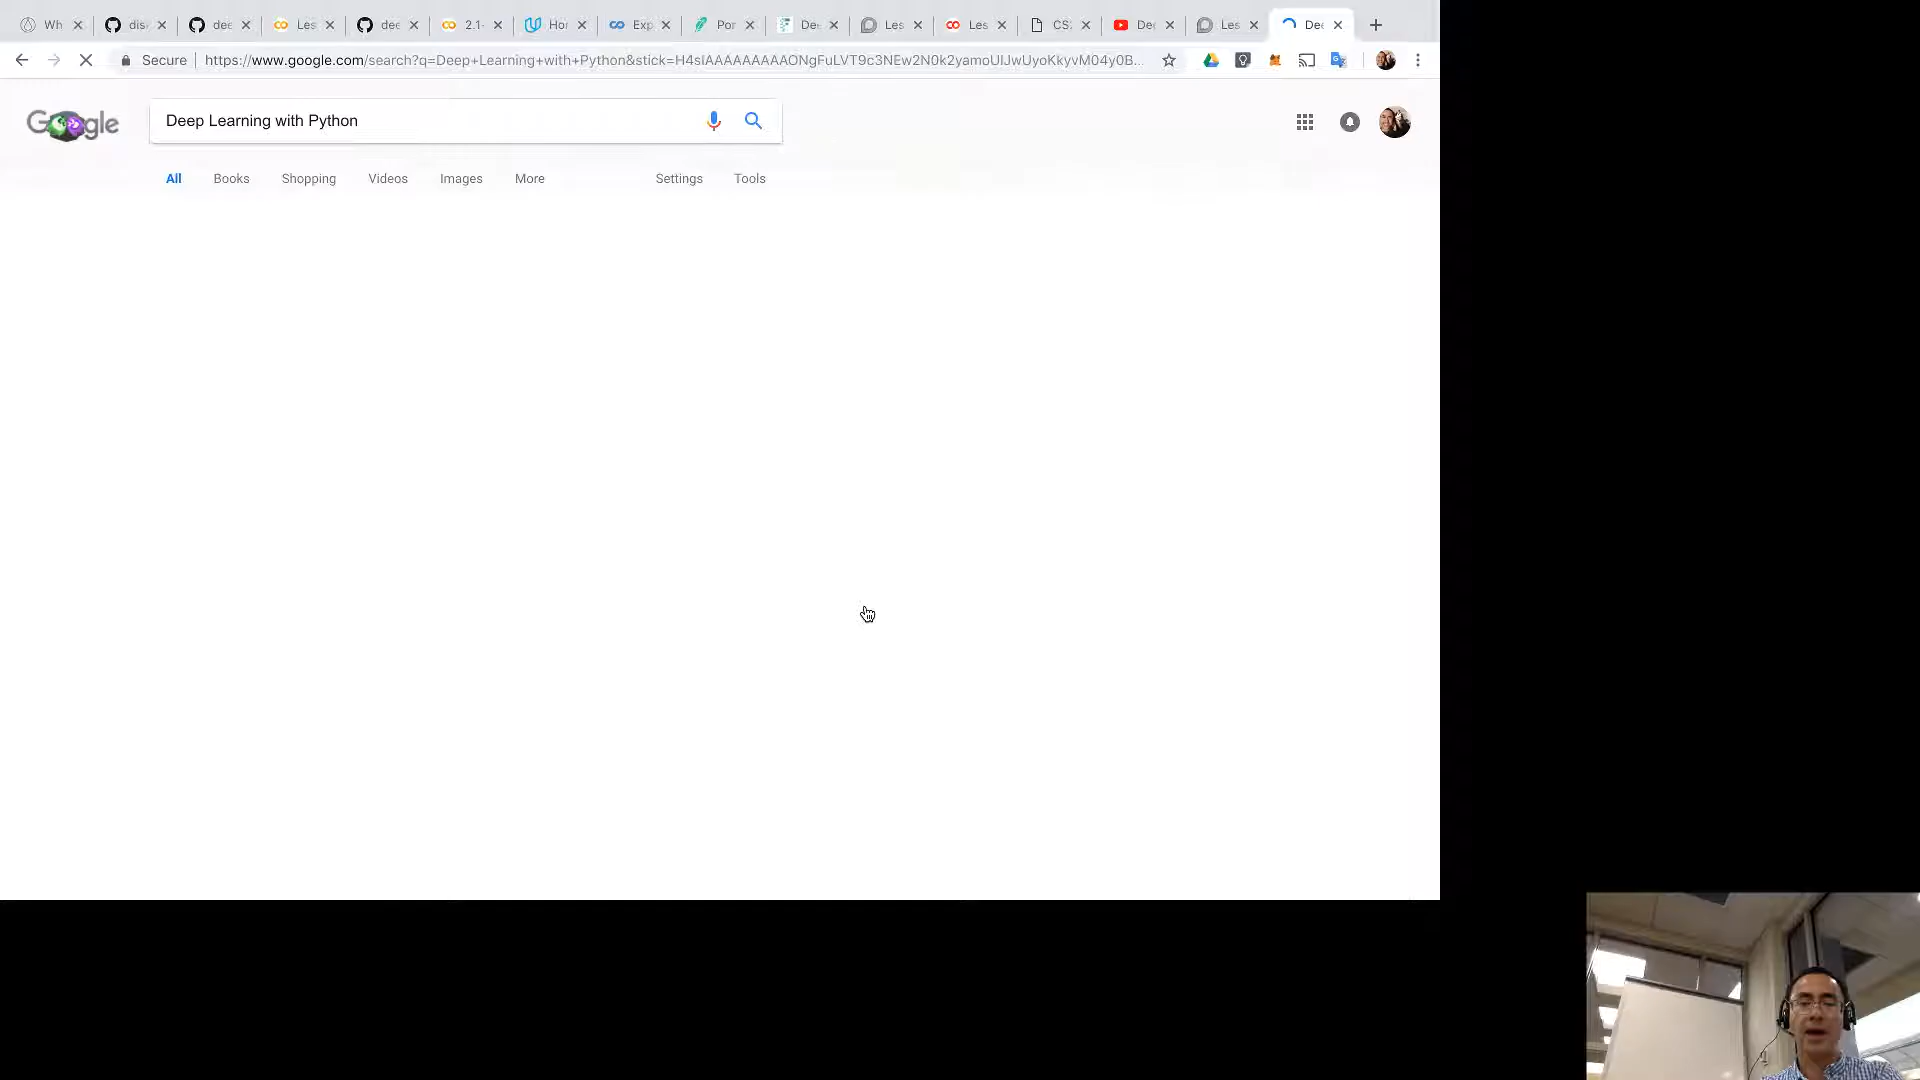 Wh dis dee Les dee 2.1- Hor Exp Por De Les Les CS: Dee Les Dee
Secure https://www.google.com/search?q=Deep+Learning+with+Python&stick=H4sIAAAAAAAAAONgFuLVT9c3NEw2N0k2yamoUlJwUyoKkyvM04y0B...
Google Deep Learning with Python
All Books Shopping Videos Images More Settings Tools